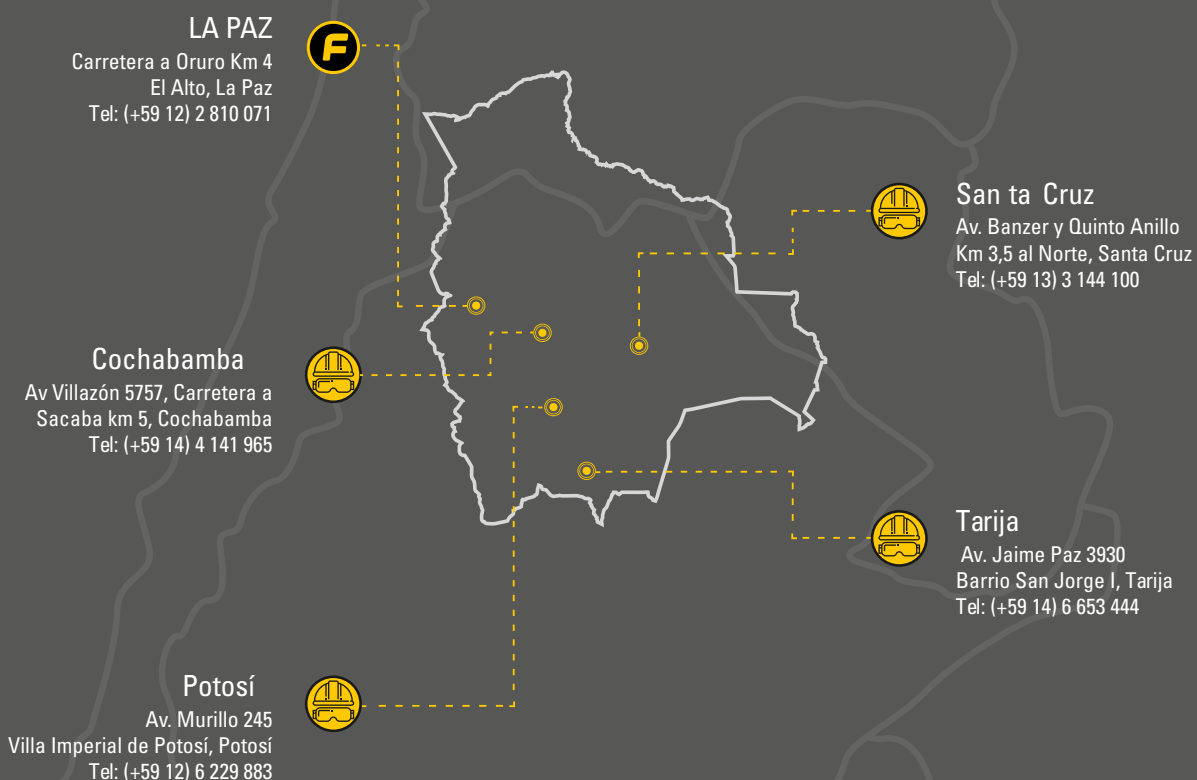 LA PAZ
Carretera a Oruro Km 4
El Alto, La Paz
Tel: (+59 12) 2 810 071
F
San ta Cruz
Av. Banzer y Quinto Anillo
Km 3,5 al Norte, Santa Cruz
Tel: (+59 13) 3 144 100
Cochabamba
Av Villazón 5757, Carretera a
Sacaba km 5, Cochabamba
Tel: (+59 14) 4 141 965
Tarija
Av. Jaime Paz 3930
Barrio San Jorge I, Tarija
Tel: (+59 14) 6 653 444
Potosí
Av. Murillo 245
Villa Imperial de Potosí, Potosí
Tel: (+59 12) 6 229 883